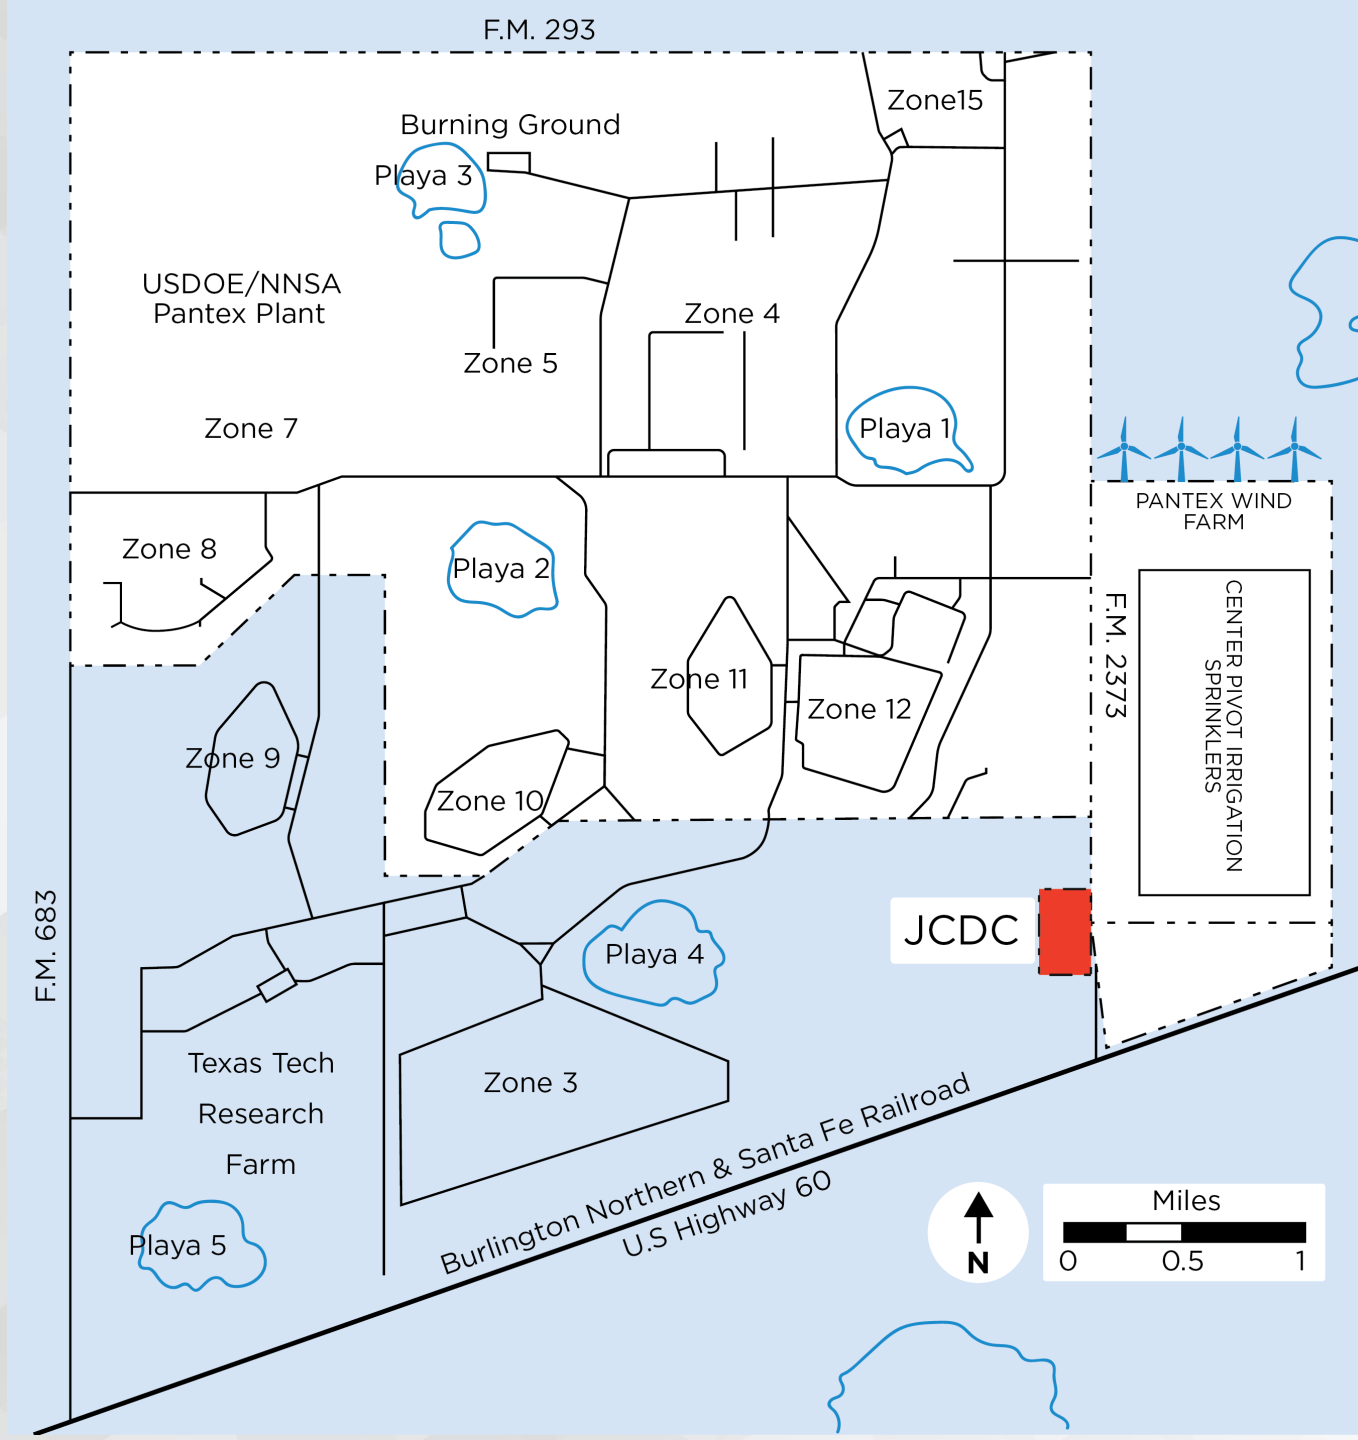 F.M. 293
Zone15
Burning Ground
Playa 3
USDOE/NNSA
Pantex Plant
Zone 4
Zone 5
Zone 7
Playa 1
PANTEX WIND
FARM
Zone 8
Playa 2
CENTER PIVOT IRRIGATION
SPRINKLERS
F.M. 2373
Zone 11
Zone 12
Zone 9
Zone 10
F.M. 683
JCDC
Playa 4
Texas Tech
Research
Farm
Zone 3
Burlington Northern & Santa Fe Railroad
U.S Highway 60
Playa 5
N
Miles
0 0.5 1